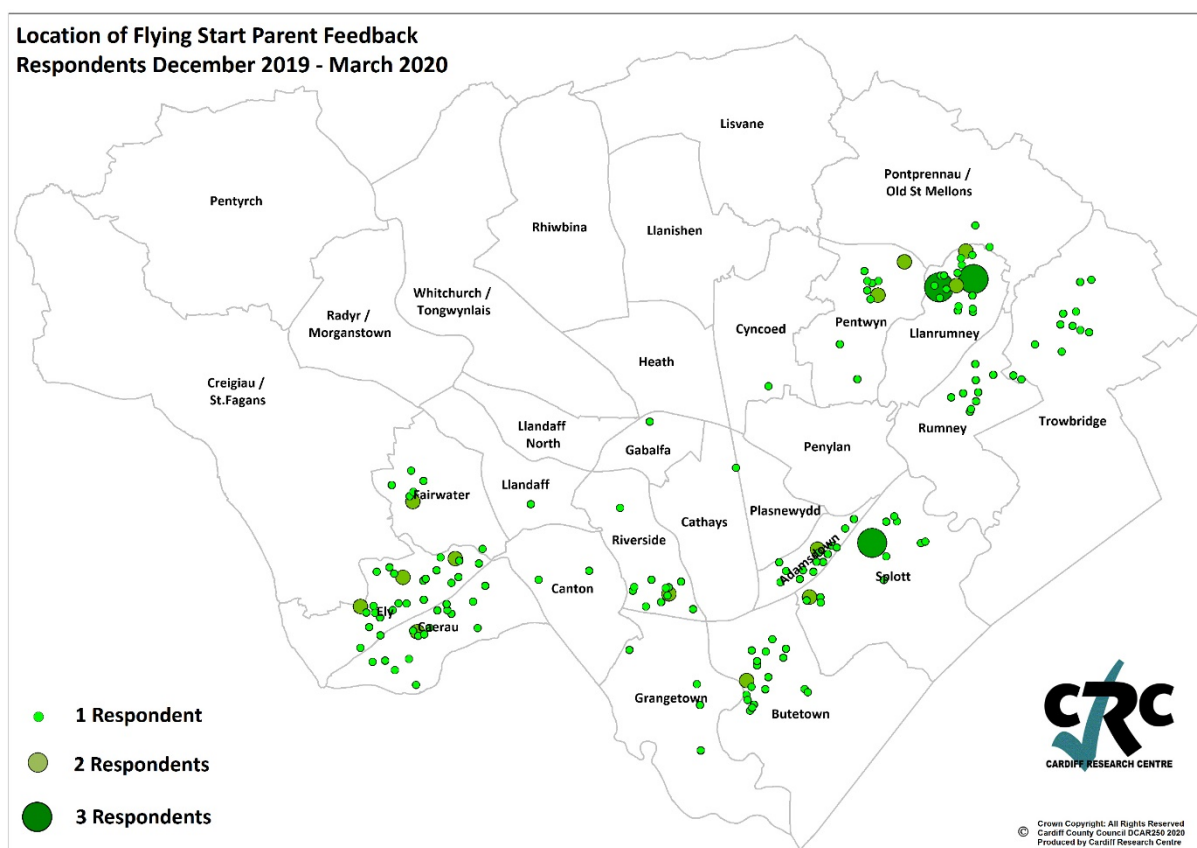 Location of Flying Start Parent Feedback
Respondents December 2019 - March 2020
Lisvane
Pontprennau /
Old St Mellons
Pentyrch
Rhiwbina
Llanishen
Whitchurch /
Tongwynlais
Radyr /
Morganstown
Cyncoed
Pentwyn
Llanrumney
Heath
Creigiau /
St.Fagans
Trowbridge
Rumney
Llandaff
North
Gabalfa
Penylan
Llandaff
Fairwater
Plasnewydd
Cathays
Riverside
Adamsdown
Splott
Canton
Ely
Caerau
Grangetown
Butetown
1 Respondent
2 Respondents
3 Respondents
CRC
CARDIFF RESEARCH CENTRE
© Crown Copyright: All Rights Reserved
Cardiff County Council DCAR250 2020
Produced by Cardiff Research Centre